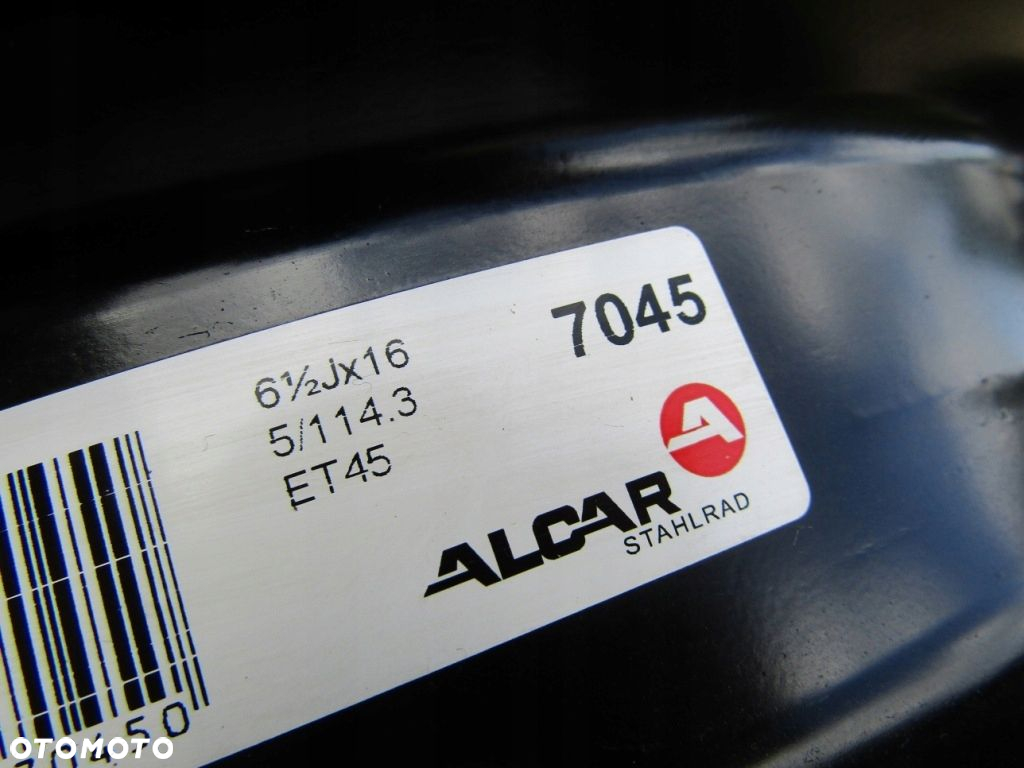 7045
6½Jx16
5/114.3
ET45
A
ALCAR
STAHLRAD
OTOMOTO